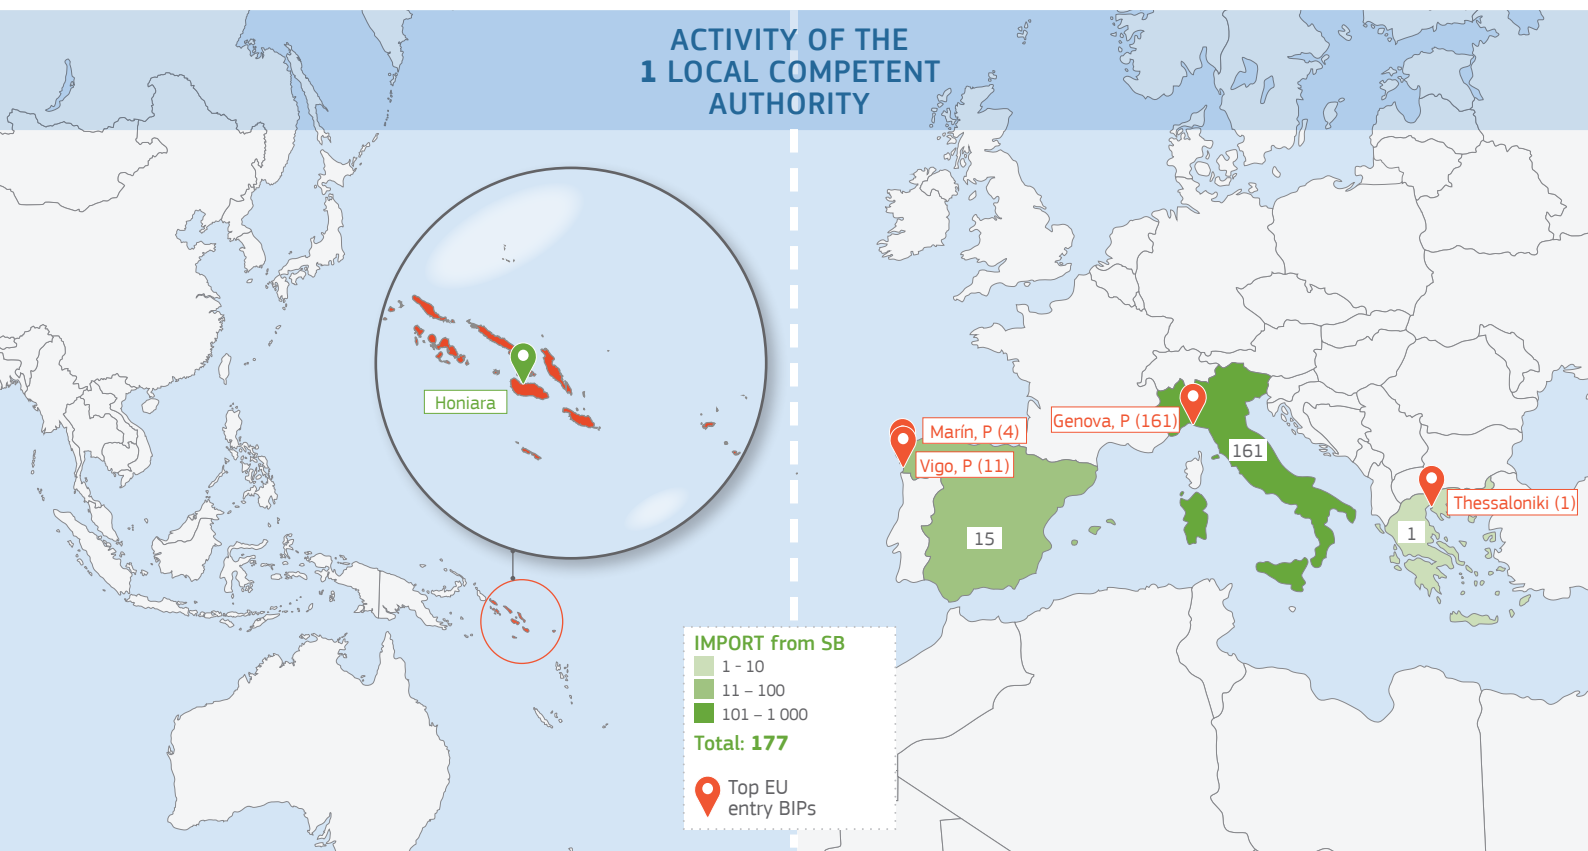 ACTIVITY OF THE
1 LOCAL COMPETENT
AUTHORITY
Honiara
Marín, P (4)
Vigo, P (11)
Genova, P (161)
161
Thessaloniki (1)
1
15
IMPORT from SB
1 - 10
11 – 100
101 – 1 000
Total: 177
Top EU
entry BIPs